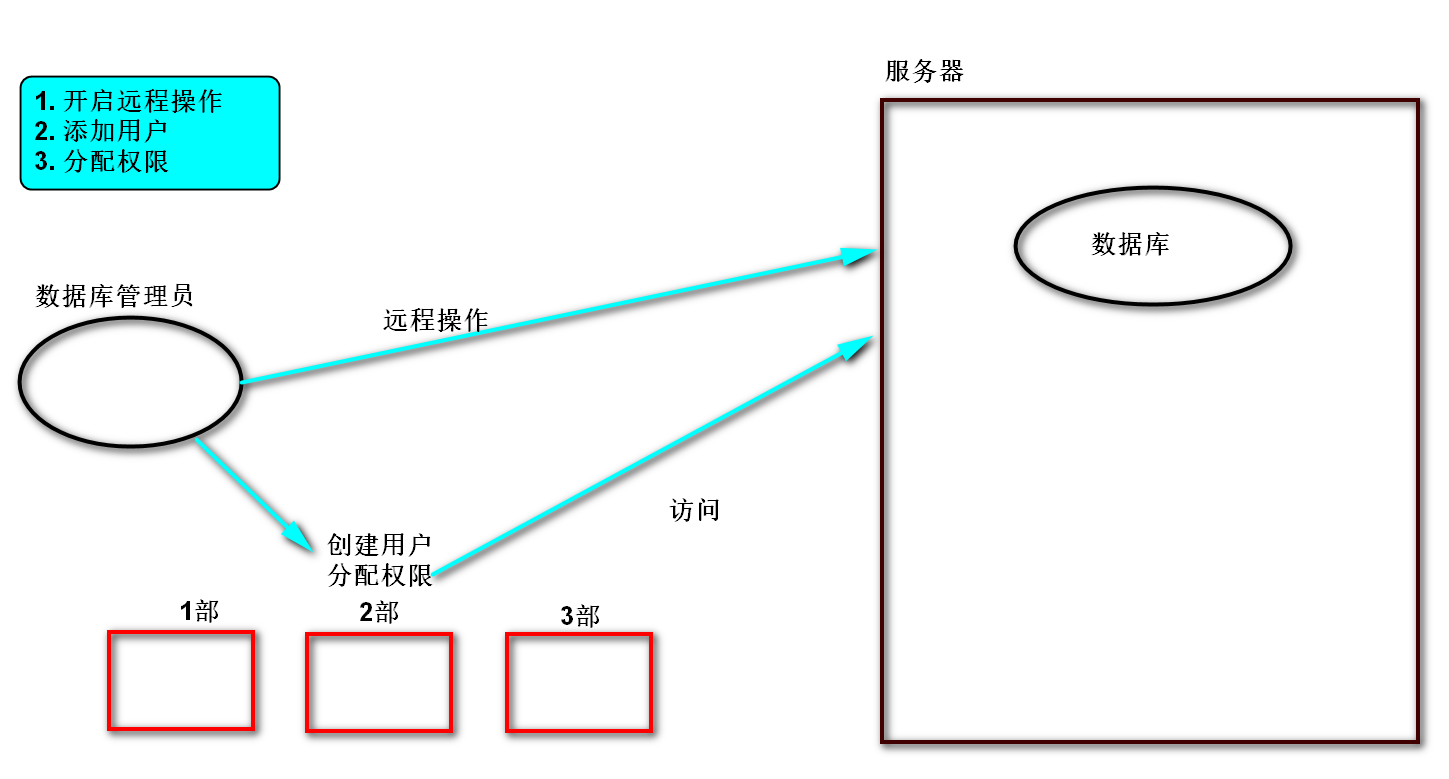 服务器
1. 开启远程操作
2. 添加用户
3. 分配权限
数据库
数据库管理员
远程操作
访问
创建用户
分配权限
1部
2部
3部